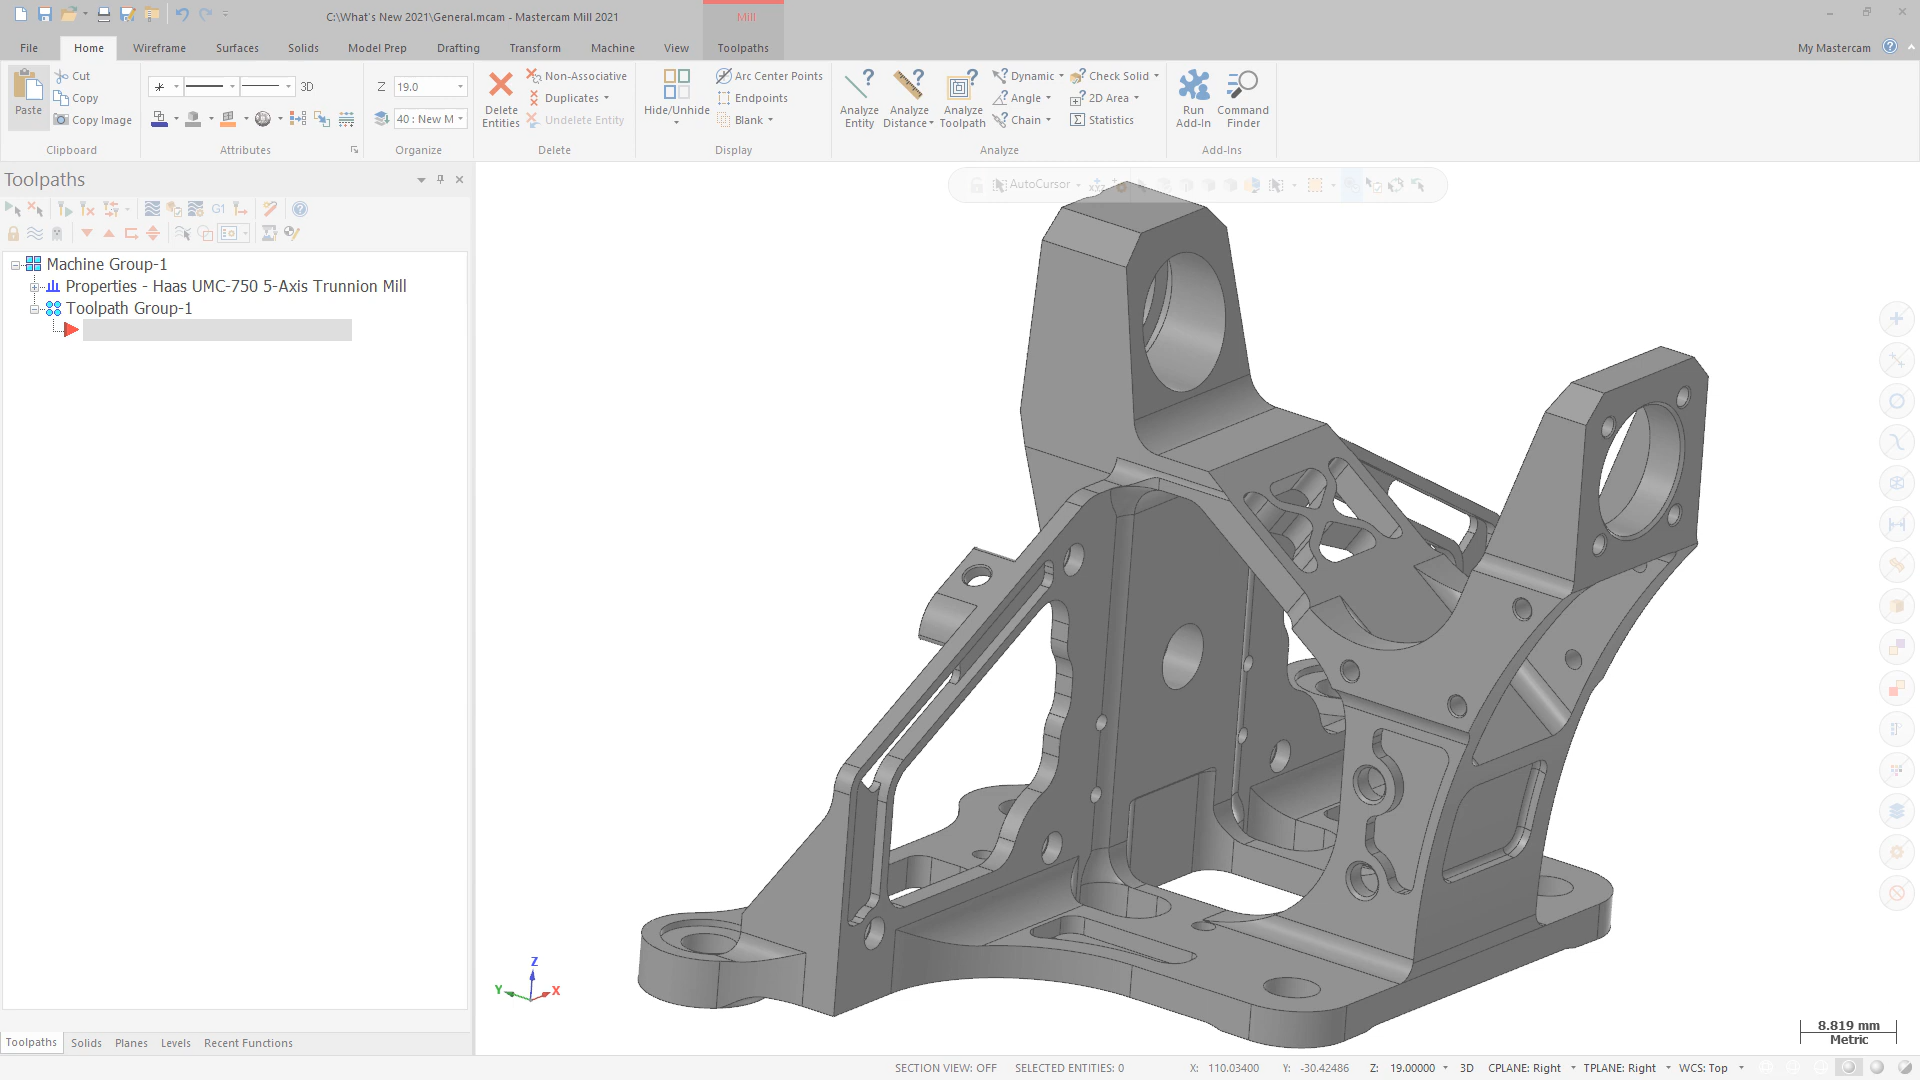 C:\What's New 2021\General.mcam - Mastercam Mill 2021
Mill
File Home Wireframe Surfaces Solids Model Prep Drafting Transform Machine View Toolpaths
My Mastercam
Paste
Cut
Copy
Copy Image
Clipboard
3D
Attributes
Z 19.0
40 : New M
Organize
Delete Entities
Non-Associative
Duplicates
Undelete Entity
Delete
Hide/Unhide
Arc Center Points
Endpoints
Blank
Display
Analyze Entity
Analyze Distance
Analyze Toolpath
Dynamic
Angle
Chain
Check Solid
2D Area
Statistics
Analyze
Run Add-In
Command Finder
Add-Ins
Toolpaths
G1
AutoCursor
Machine Group-1
Properties - Haas UMC-750 5-Axis Trunnion Mill
Toolpath Group-1
Z
Y
X
8.819 mm
Metric
Toolpaths Solids Planes Levels Recent Functions
SECTION VIEW: OFF SELECTED ENTITIES: 0 X: 110.03400 Y: -30.42486 Z: 19.00000 3D CPLANE: Right TPLANE: Right WCS: Top